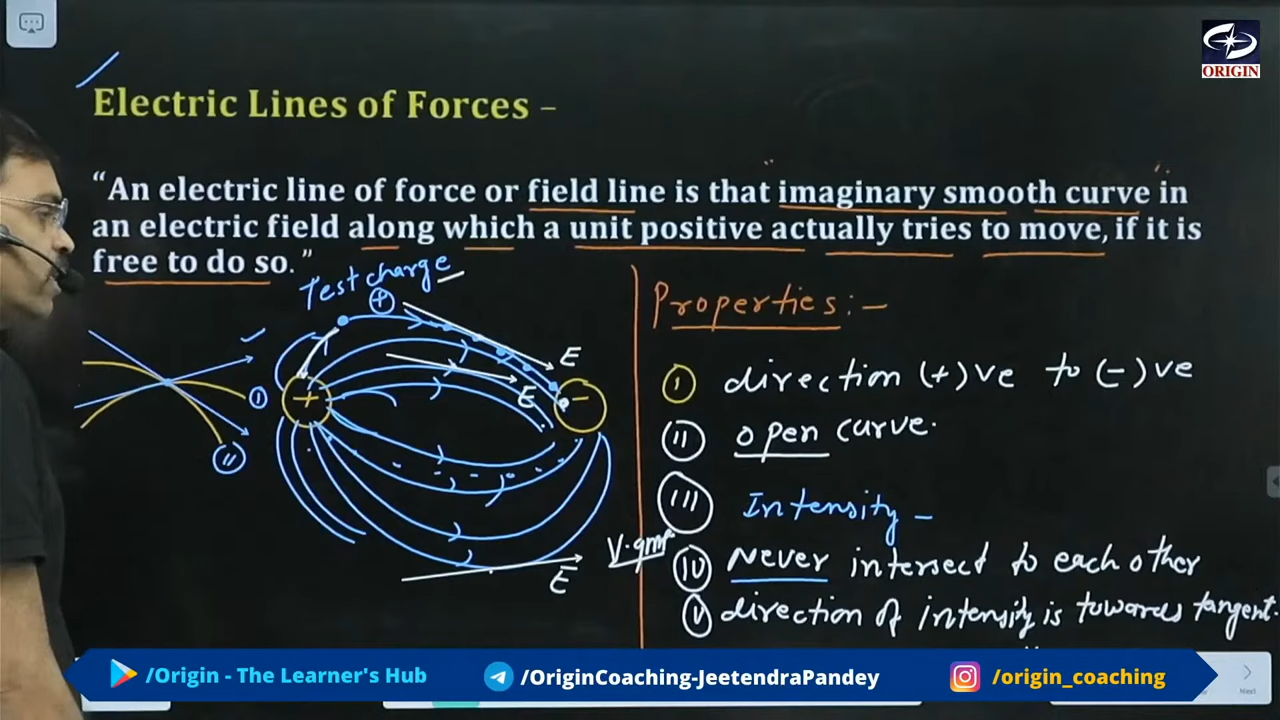 ORIGIN
Electric Lines of Forces –
“An electric line of force or field line is that imaginary smooth curve in
an electric field along which a unit positive actually tries to move, if it is
free to do so.”
Test charge
+
E
E
+
-
I
II
E
V.gmp
Properties:-
I direction (+)ve to (-)ve
II open curve.
III Intensity -
IV Never intersect to each other
V direction of intensity is towards tangent.
/Origin - The Learner's Hub
/OriginCoaching-JeetendraPandey
/origin_coaching
Next